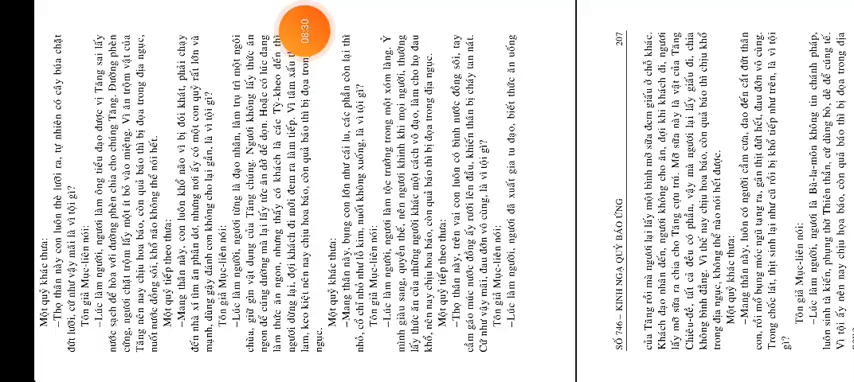 Một quỷ khác thưa:
–Thọ thân này con luôn thè lưỡi ra, tự nhiên có cây búa chặt
đứt lưỡi, cứ như vậy mãi là vì tội gì?
Tôn giả Mục-liên nói:
–Lúc làm người, ngươi làm ông tiểu đạo được vị Tăng sai lấy
nước sạch để hòa với đường phèn chia cho chúng Tăng. Đường phèn
cứng, ngươi chặt trộm lấy một ít bỏ vào miệng. Vì ăn trộm vật của
Tăng nên nay chịu hoa báo, còn quả báo thì bị đọa trong địa ngục,
nuốt nước đồng sôi, khổ não không thể nói hết.
Một quỷ tiếp theo thưa:
–Mang thân này, con luôn khổ não vì bị đói khát, phải chạy
đến nhà xí tìm ăn phẩn dơ, nhưng nơi ấy có một con quỷ rất lớn và
mạnh, dùng gậy đánh con không cho lại gần, là vì tội gì?
Tôn giả Mục-liên nói:
–Lúc làm người, ngươi từng là đạo nhân, làm trụ trì một ngôi
chùa, giữ gìn vật dụng của Tăng chúng. Ngươi không lấy thức ăn
ngon để cúng dường mà lại lấy thức ăn dở để dọn. Hoặc có lúc đang
làm thức ăn ngon, nhưng thấy có khách là các Tỳ-kheo đến thì
ngươi dừng lại, đợi khách đi mới đem ra làm tiếp. Vì tâm xấu
lam, keo kiệt nên nay chịu hoa báo, còn quả báo thì bị đọa trong
ngục.
Một quỷ khác thưa:
–Mang thân này, bụng con lớn như cái lu, các phần còn lại thì
nhỏ, cổ chỉ nhỏ như lỗ kim, nuốt không xuống, là vì tội gì?
Tôn giả Mục-liên nói:
–Lúc làm người, ngươi làm tộc trưởng trong một xóm làng. Ỷ
mình giàu sang, quyền thế, nên ngươi khinh khi mọi người, thường
lấy thức ăn của những người khác một cách vô đạo, làm cho họ đau
khổ, nên nay chịu hoa báo, còn quả báo thì bị đọa trong địa ngục.
Một quỷ tiếp theo thưa:
–Thọ thân này, trên vai con luôn có bình nước đồng sôi, tay
cầm gáo múc nước đồng ấy rưới lên đầu, khiến thân bị cháy tan nát.
Cứ như vậy mãi, đau đớn vô cùng, là vì tội gì?
Tôn giả Mục-liên nói:
–Lúc làm người, ngươi đã xuất gia tu đạo, biết thức ăn uống
08:30
SỐ 746 – KINH NGẠ QUỶ BÁO ỨNG 207
của Tăng rồi mà ngươi lại lấy một bình mỡ sữa đem giấu ở chỗ khác.
Khách đạo nhân đến, ngươi không cho ăn, đợi khi khách đi, ngươi
lấy mỡ sữa ra chia cho Tăng cựu trú. Mỡ sữa này là vật của Tăng
Chiêu-đề, tất cả đều có phần, vậy mà ngươi lại lấy giấu đi, chia
không bình đẳng. Vì thế nay chịu hoa báo, còn quả báo thì chịu khổ
trong địa ngục, không thể nào nói hết được.
Một quỷ khác thưa:
–Mang thân này, luôn có người cầm cưa, dao đến cắt đứt thân
con, rồi mổ bụng móc ngũ tạng ra, gân thịt đứt hết, đau đớn vô cùng.
Trong chốc lát, thịt sinh lại như cũ rồi bị khổ tiếp như trên, là vì tội
gì?
Tôn giả Mục-liên nói:
–Lúc làm người, ngươi là Bà-la-môn không tin chánh pháp,
luôn sinh tà kiến, phụng thờ Thiên thần, cứ dùng bò, dê để cúng tế.
Vì tội ấy nên nay chịu hoa báo, còn quả báo thì bị đọa trong địa